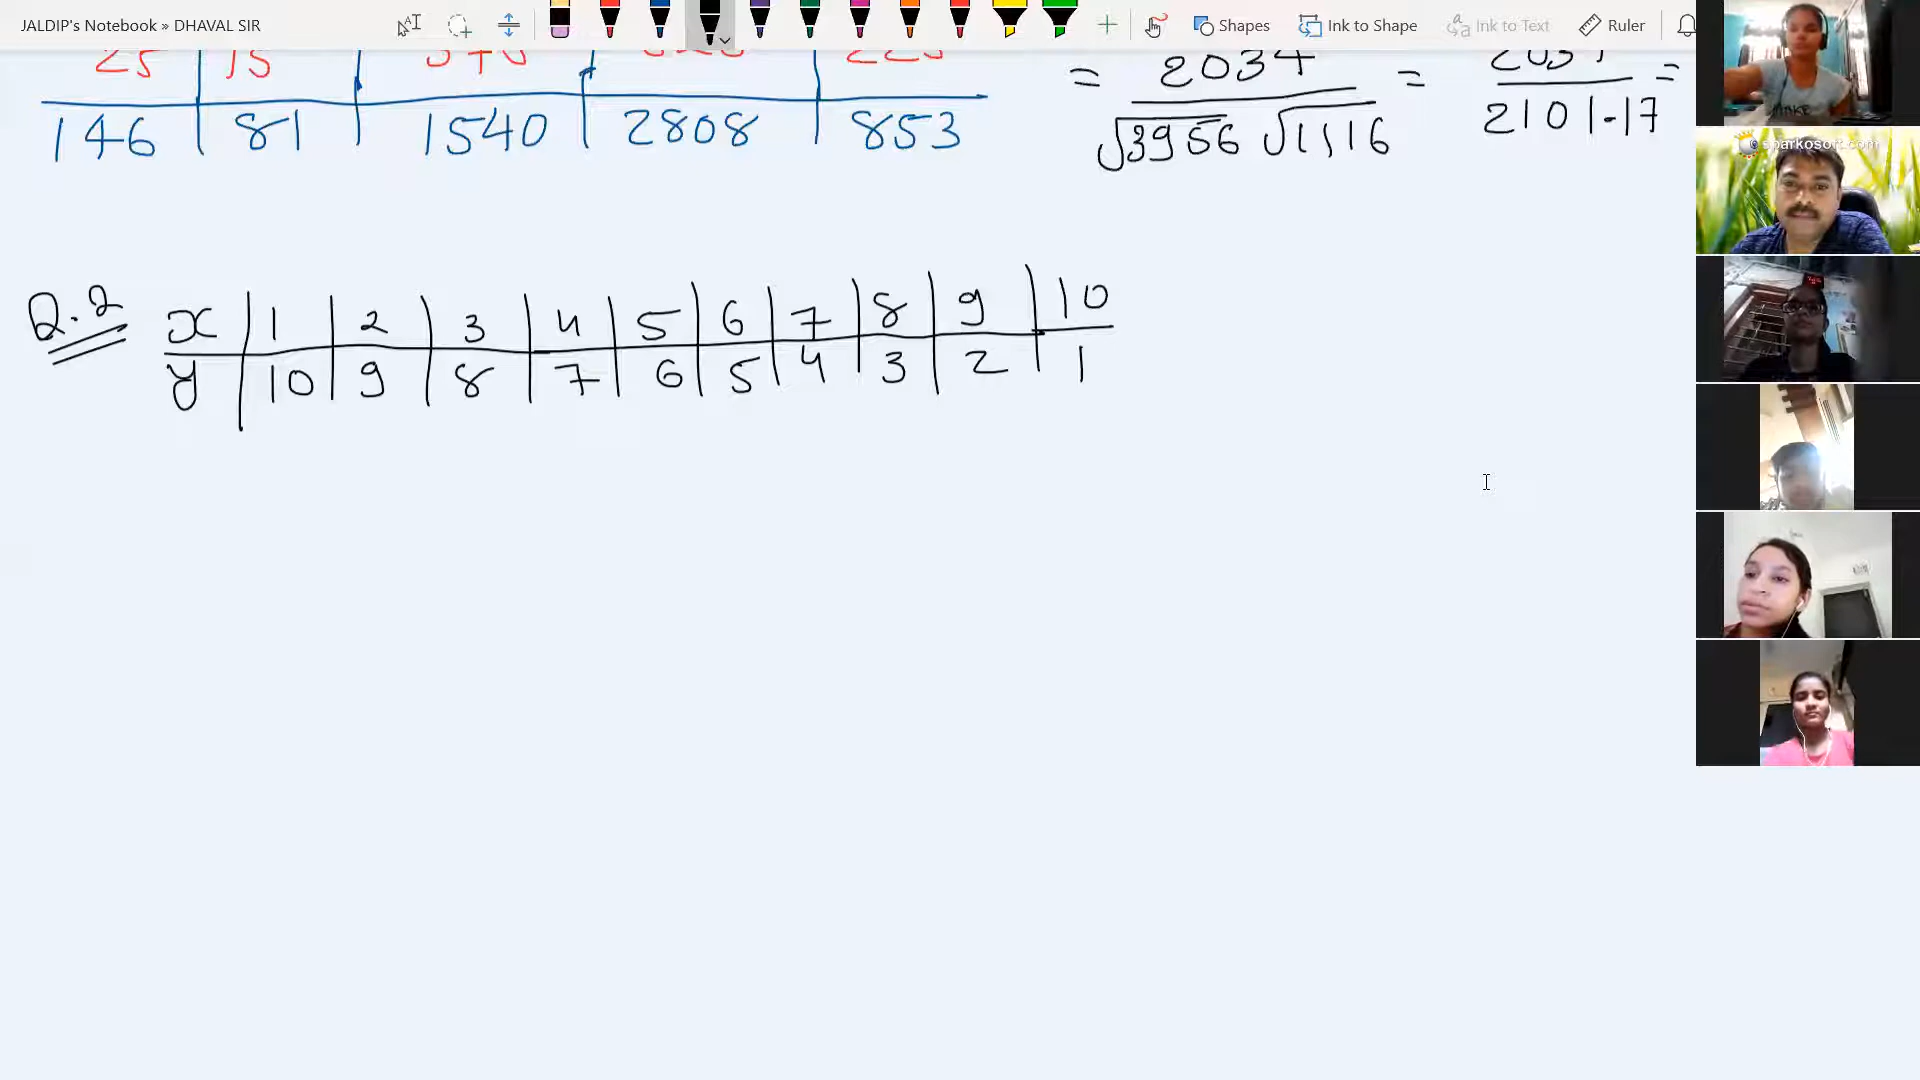 JALDIP's Notebook » DHAVAL SIR
Shapes
Ink to Shape
Ink to Text
Ruler
25 | 15
146 | 81 | 1540 | 2808 | 853
= 2034 / √3956 √1116 = / 2101.17 =
sparkosoft.com
Q.2
x | 1 | 2 | 3 | 4 | 5 | 6 | 7 | 8 | 9 | 10
y | 10 | 9 | 8 | 7 | 6 | 5 | 4 | 3 | 2 | 1